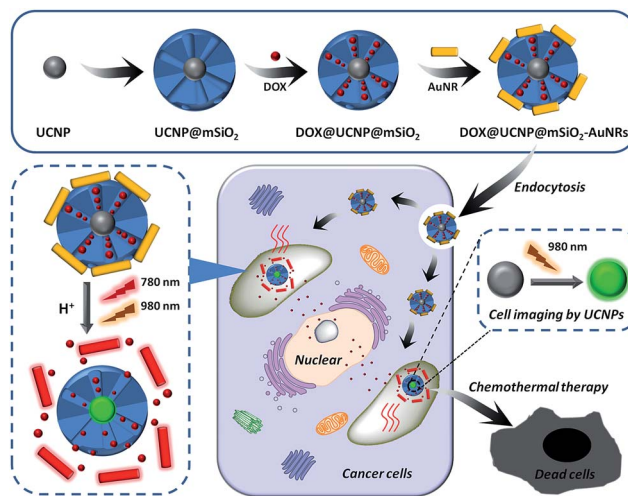 DOX
AuNR
UCNP
UCNP@mSiO₂
DOX@UCNP@mSiO₂
DOX@UCNP@mSiO₂-AuNRs
Endocytosis
H⁺
780 nm
980 nm
980 nm
Cell imaging by UCNPs
Nuclear
Chemothermal therapy
Cancer cells
Dead cells